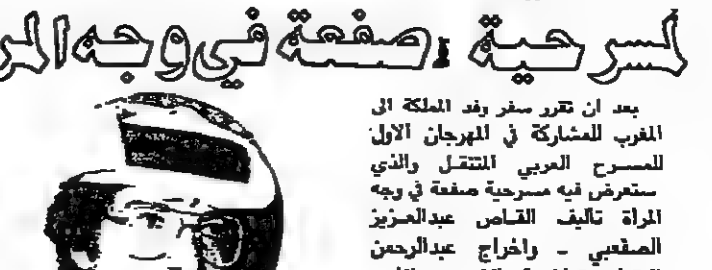 لسرحية : صفعة في وجه المر
بعد ان تقرر سفر وفد المملكة الى
المغرب للمشاركة في المهرجان الاول
للمسرح العربي المتنقل والذي
ستعرض فيه مسرحية صفعة في وجه
المراة تاليف القاص عبدالعزيز
الصقعبي - واخراج عبدالرحمن